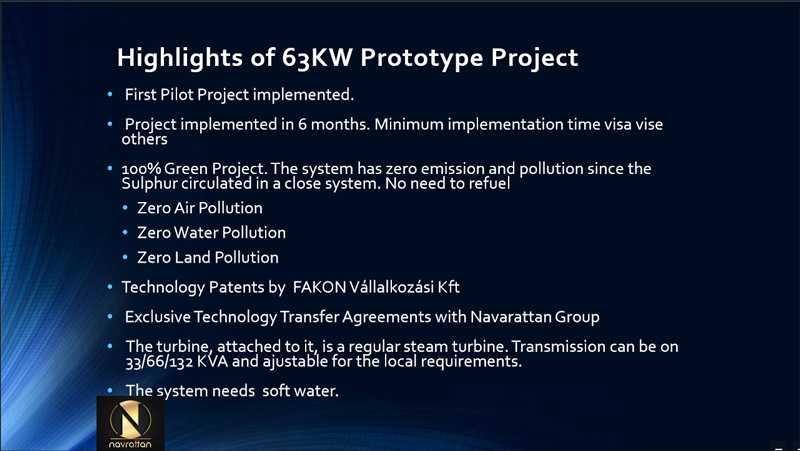 Highlights of 63KW Prototype Project
• First Pilot Project implemented.
• Project implemented in 6 months. Minimum implementation time visa vise
others
• 100% Green Project. The system has zero emission and pollution since the
Sulphur circulated in a close system. No need to refuel
• Zero Air Pollution
• Zero Water Pollution
• Zero Land Pollution
• Technology Patents by FAKON Vállalkozási Kft
• Exclusive Technology Transfer Agreements with Navarattan Group
• The turbine, attached to it, is a regular steam turbine. Transmission can be on
33/66/132 KVA and ajustable for the local requirements.
• The system needs soft water.
N
navrattan